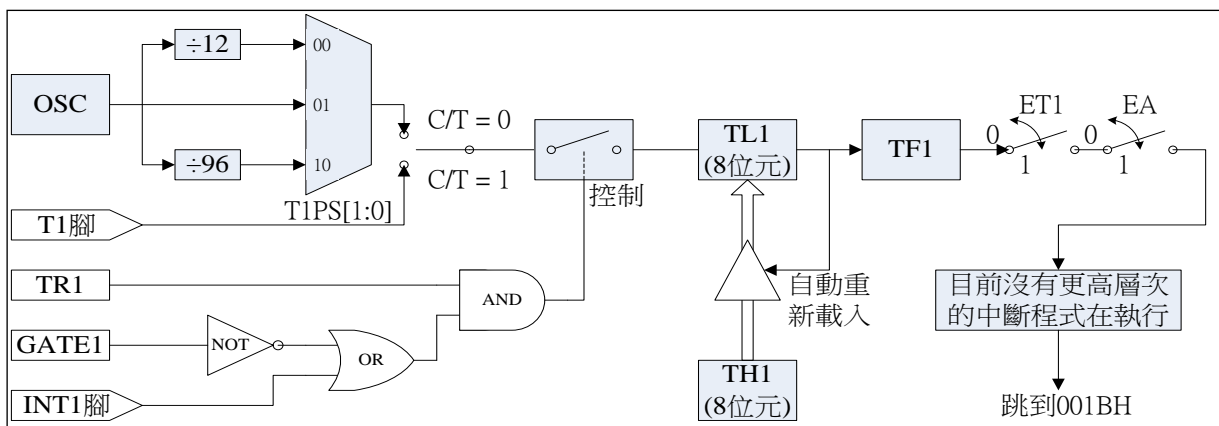 ÷12
00
OSC
01
÷96
10
T1PS[1:0]
C/T = 0
C/T = 1
控制
TL1
(8位元)
TF1
ET1
0
1
EA
0
1
T1腳
TR1
AND
GATE1
NOT
OR
INT1腳
自動重
新載入
TH1
(8位元)
目前沒有更高層次
的中斷程式在執行
跳到001BH